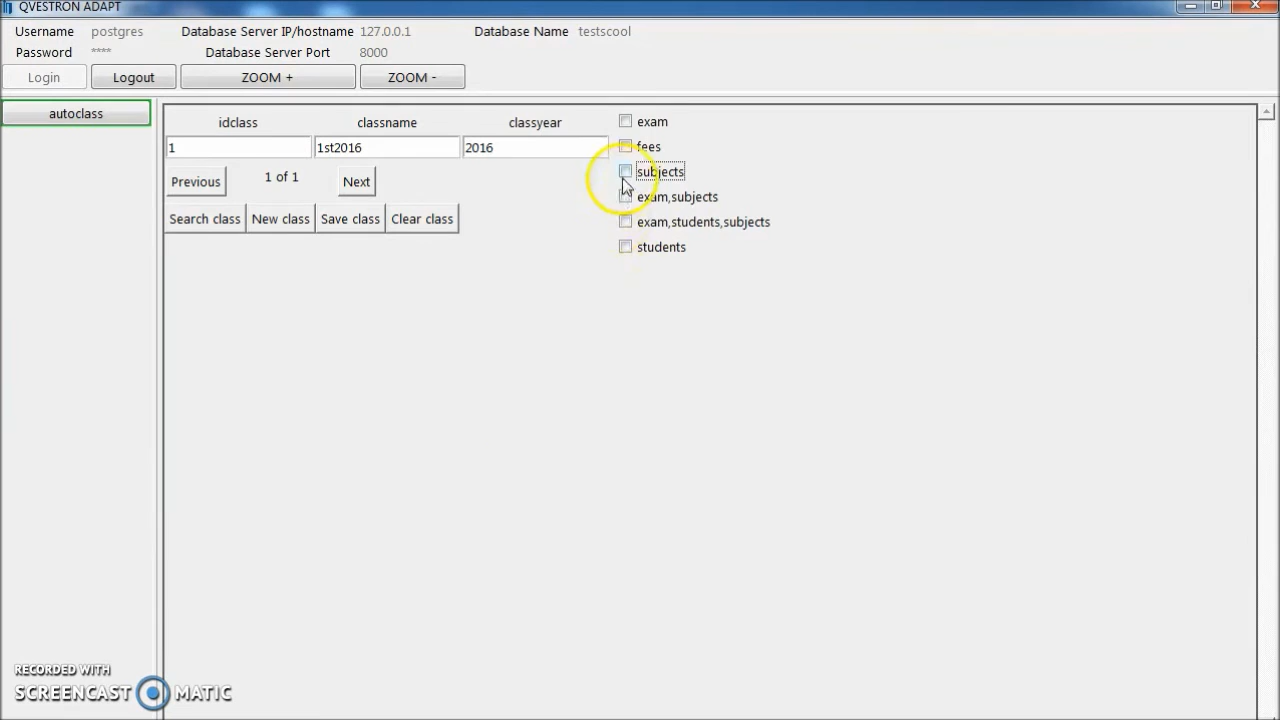 QVESTRON ADAPT
Username postgres Database Server IP/hostname 127.0.0.1 Database Name testscool
Password **** Database Server Port 8000
Login Logout ZOOM + ZOOM -
autoclass
idclass classname classyear
1 1st2016 2016
Previous 1 of 1 Next
Search class New class Save class Clear class
exam
fees
subjects
exam,subjects
exam,students,subjects
students
RECORDED WITH
SCREENCAST MATIC